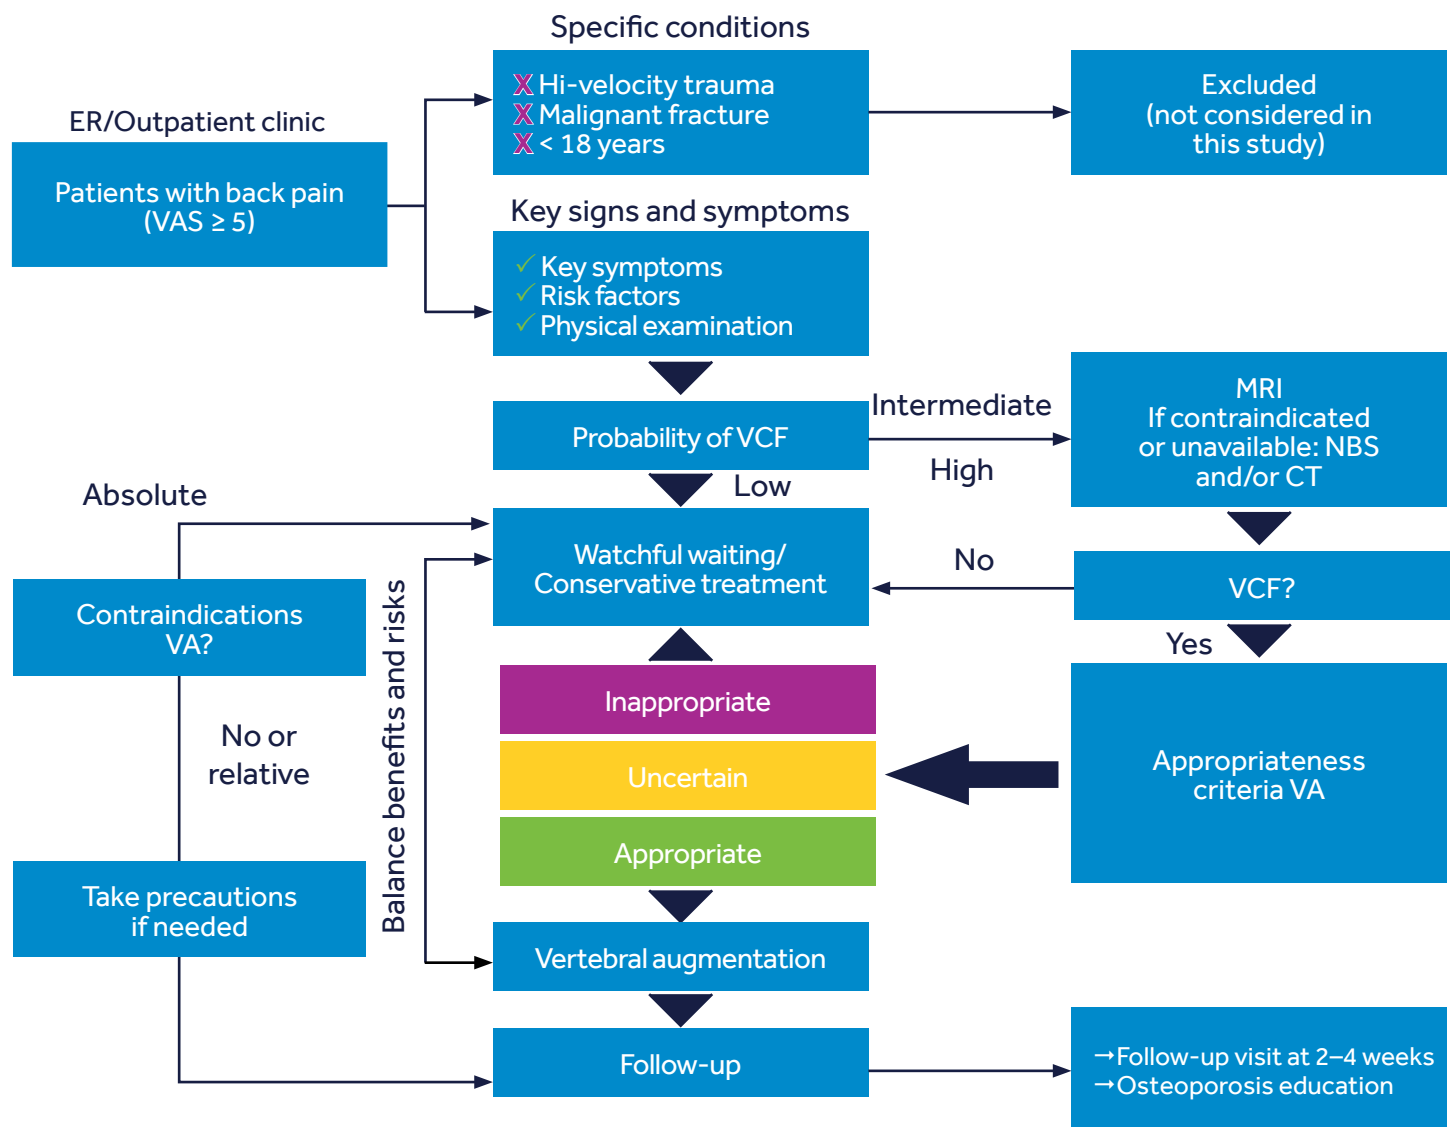 Specific conditions
X Hi-velocity trauma
X Malignant fracture
X < 18 years
Excluded
(not considered in
this study)
ER/Outpatient clinic
Patients with back pain
(VAS ≥ 5)
Key signs and symptoms
✓ Key symptoms
✓ Risk factors
✓ Physical examination
Probability of VCF
Intermediate
High
MRI
If contraindicated
or unavailable: NBS
and/or CT
Low
Absolute
Watchful waiting/
Conservative treatment
No
VCF?
Contraindications
VA?
Balance benefits and risks
Yes
Inappropriate
Uncertain
Appropriate
Appropriateness
criteria VA
No or
relative
Take precautions
if needed
Vertebral augmentation
Follow-up
→Follow-up visit at 2–4 weeks
→Osteoporosis education